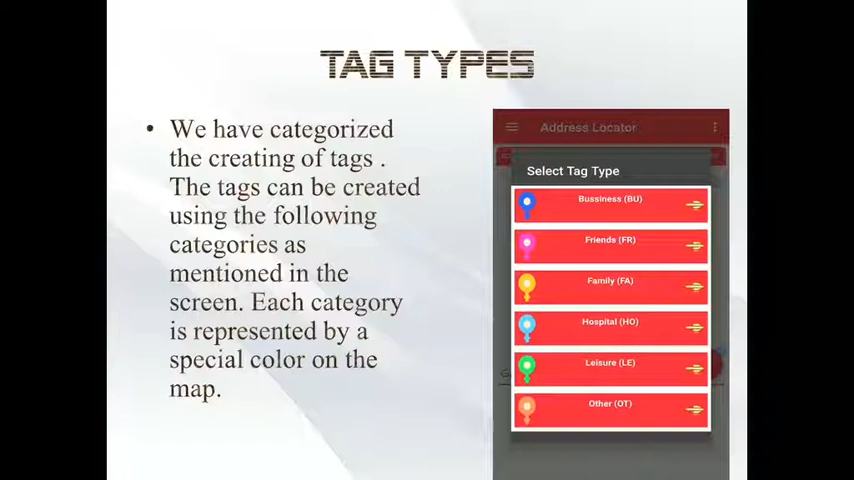 TAG TYPES
• We have categorized
the creating of tags .
The tags can be created
using the following
categories as
mentioned in the
screen. Each category
is represented by a
special color on the
map.
Address Locator
Select Tag Type
Bussiness (BU)
Friends (FR)
Family (FA)
Hospital (HO)
Leisure (LE)
Other (OT)